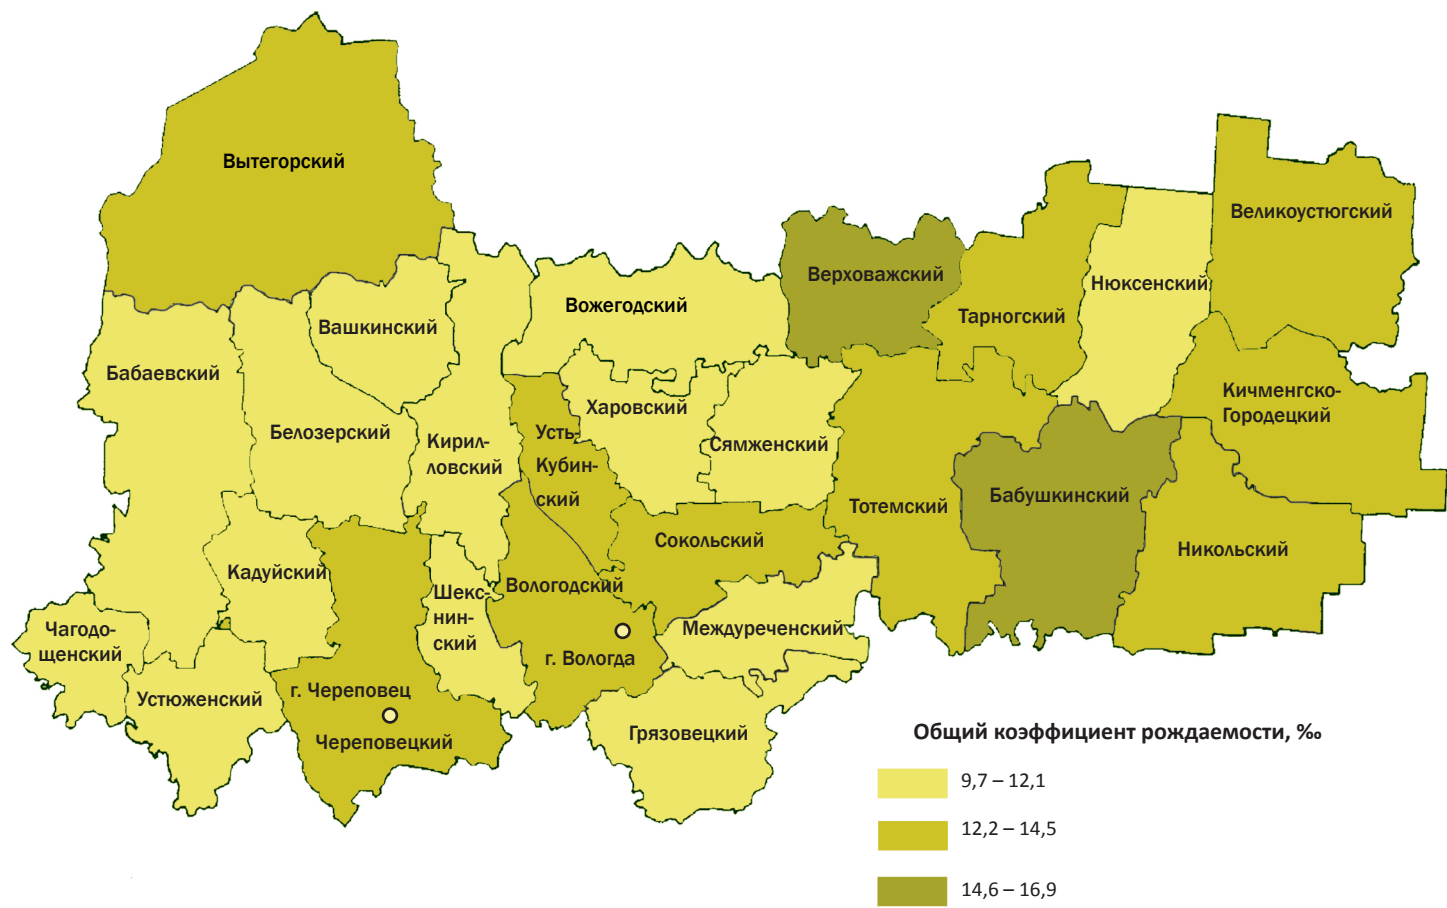 Вытегорский
Великоустюгский
Верховажский
Нюксенский
Вожегодский
Тарногский
Вашкинский
Бабаевский
Кичменгско-
Городецкий
Харовский
Белозерский
Кирил-
ловский
Усть-
Кубин-
ский
Сямженский
Бабушкинский
Тотемский
Сокольский
Никольский
Кадуйский
Шекс-
нин-
ский
Вологодский
Чагодо-
щенский
Междуреченский
г. Вологда
Устюженский
г. Череповец
Череповецкий
Грязовецкий
Общий коэффициент рождаемости, ‰
9,7 – 12,1
12,2 – 14,5
14,6 – 16,9